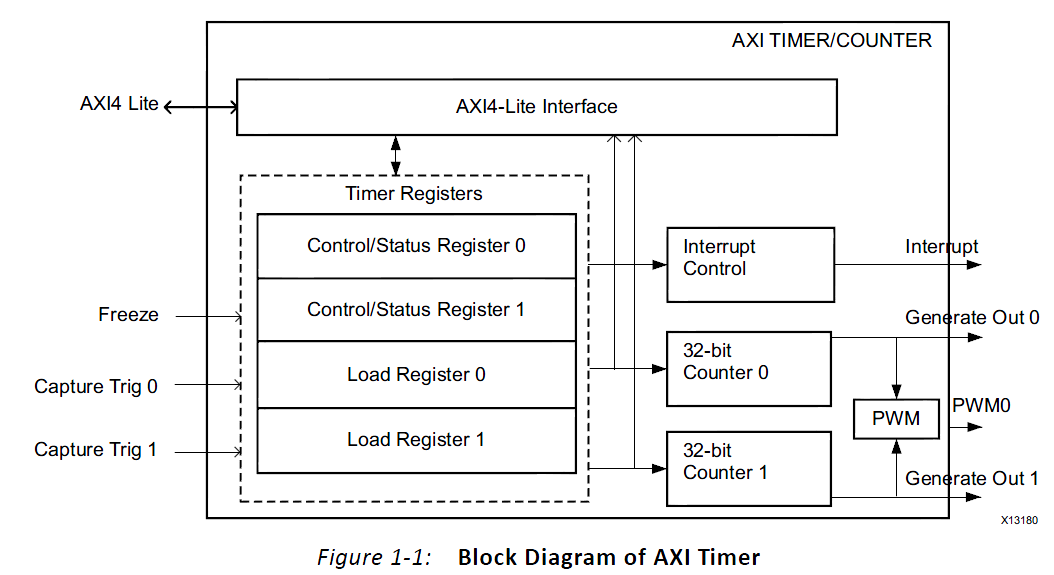 AXI TIMER/COUNTER
AXI4 Lite
AXI4-Lite Interface
Timer Registers
Control/Status Register 0
Interrupt
Control
Interrupt
Control/Status Register 1
Freeze
Generate Out 0
Load Register 0
32-bit
Counter 0
Capture Trig 0
PWM
PWM0
Load Register 1
Capture Trig 1
32-bit
Counter 1
Generate Out 1
X13180
Figure 1-1: Block Diagram of AXI Timer